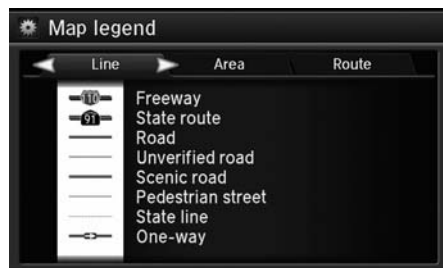 Map legend
Line Area Route
110 Freeway
91 State route
Road
Unverified road
Scenic road
Pedestrian street
State line
One-way